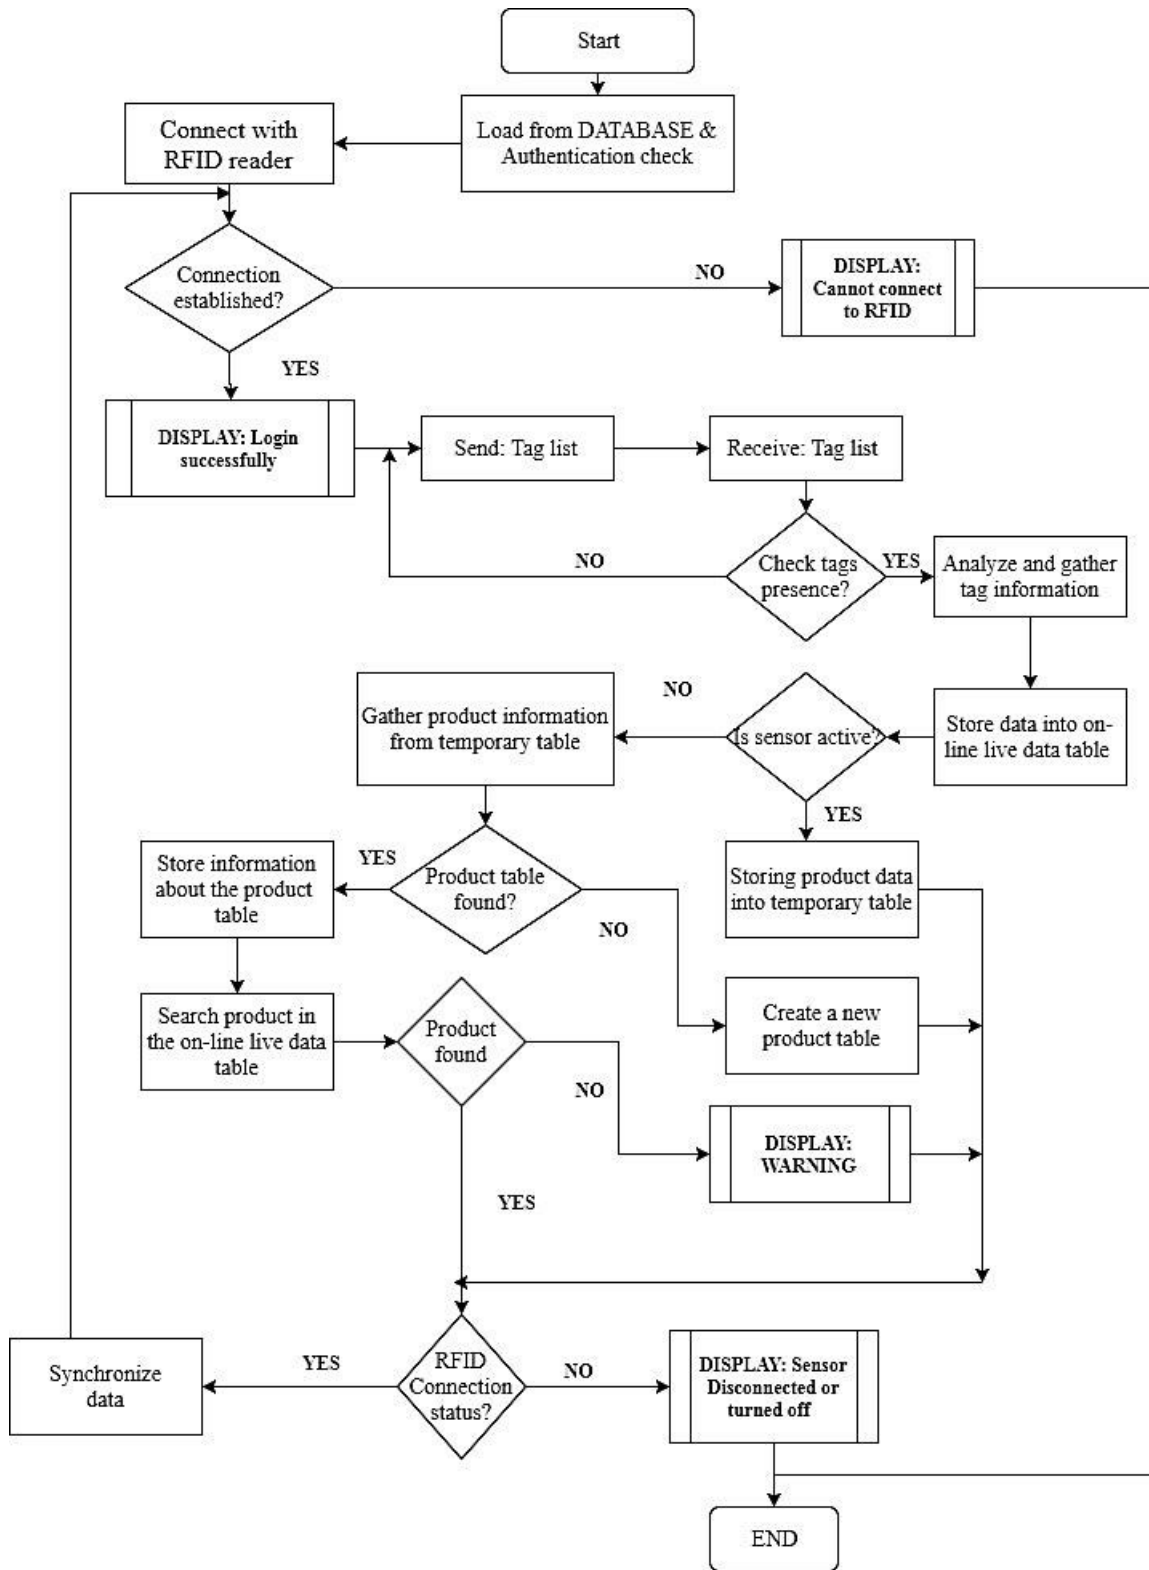 Start
Load from DATABASE &
Authentication check
Connect with
RFID reader
Connection
established?
NO
DISPLAY:
Cannot connect
to RFID
YES
DISPLAY: Login
successfully
Send: Tag list
Receive: Tag list
Check tags
presence?
NO
YES
Analyze and gather
tag information
Store data into on-
line live data table
Is sensor active?
NO
Gather product information
from temporary table
YES
Storing product data
into temporary table
Product table
found?
YES
Store information
about the product
table
NO
Create a new
product table
Search product in
the on-line live data
table
Product
found
NO
DISPLAY:
WARNING
YES
RFID
Connection
status?
YES
Synchronize
data
NO
DISPLAY: Sensor
Disconnected or
turned off
END